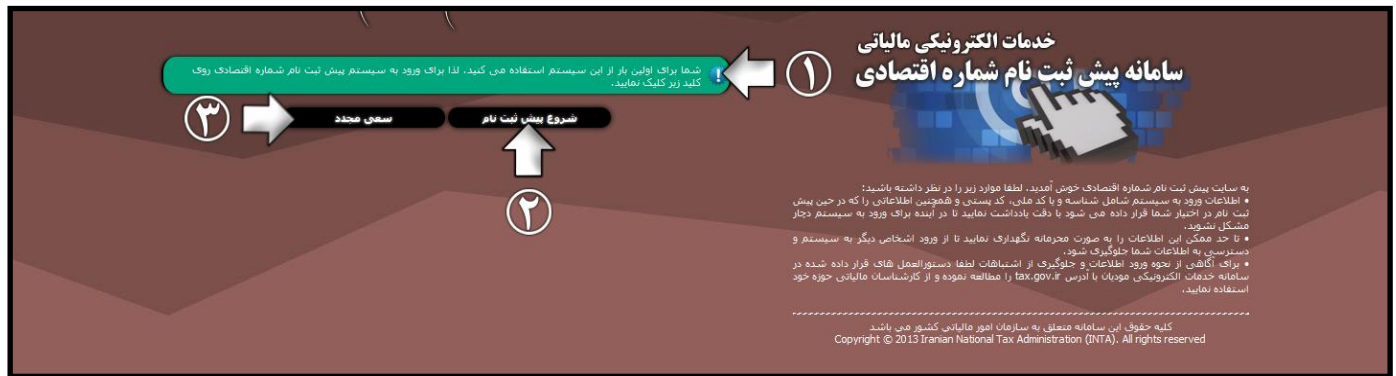 خدمات الکترونیکی مالیاتی
سامانه پیش ثبت نام شماره اقتصادی
۱
شما برای اولین بار از این سیستم استفاده می کنید، لذا برای ورود به سیستم پیش ثبت نام شماره اقتصادی روی
کلید زیر کلیک نمایید.
شروع پیش ثبت نام
سعی مجدد
۳
۲
به سایت پیش ثبت نام شماره اقتصادی خوش آمدید. لطفا موارد زیر را در نظر داشته باشید:
• اطلاعات ورود به سیستم شامل شناسه و یا کد ملی، کد پستی و همچنین اطلاعاتی را که در حین پیش
ثبت نام در اختیار شما قرار داده می شود با دقت یادداشت نمایید تا در آینده برای ورود به سیستم دچار
مشکل نشوید.
• تا حد ممکن این اطلاعات را به صورت محرمانه نگهداری نمایید تا از ورود اشخاص دیگر به سیستم و
دسترسی به اطلاعات شما جلوگیری شود.
• برای آگاهی از نحوه ورود اطلاعات و جلوگیری از اشتباهات لطفا دستورالعمل های قرار داده شده در
سامانه خدمات الکترونیکی مودیان با آدرس tax.gov.ir را مطالعه نموده و از کارشناسان مالیاتی حوزه خود
استفاده نمایید.
کلیه حقوق این سامانه متعلق به سازمان امور مالیاتی کشور می باشد
Copyright © 2013 Iranian National Tax Administration (INTA). All rights reserved